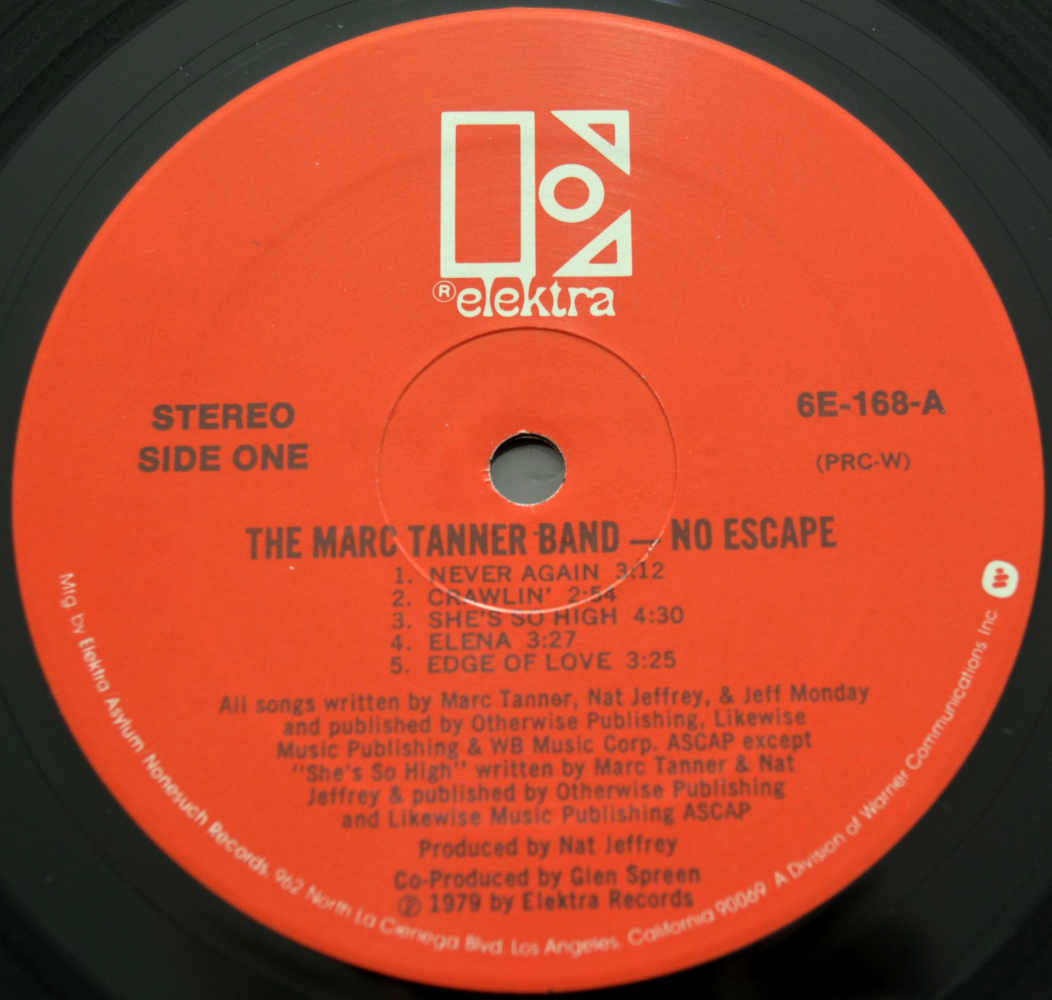 ® elektra
STEREO
SIDE ONE
6E-168-A
(PRC-W)
THE MARC TANNER BAND — NO ESCAPE
1. NEVER AGAIN 3:12
2. CRAWLIN' 2:54
3. SHE'S SO HIGH 4:30
4. ELENA 3:27
5. EDGE OF LOVE 3:25
All songs written by Marc Tanner, Nat Jeffrey, & Jeff Monday
and published by Otherwise Publishing, Likewise
Music Publishing & WB Music Corp. ASCAP except
"She's So High" written by Marc Tanner & Nat
Jeffrey & published by Otherwise Publishing
and Likewise Music Publishing ASCAP
Produced by Nat Jeffrey
Co-Produced by Glen Spreen
℗ 1979 by Elektra Records
Mfg. by Elektra Asylum Nonesuch Records, 962 North La Cienega Blvd. Los Angeles, California 90069 A Division of Warner Communications Inc